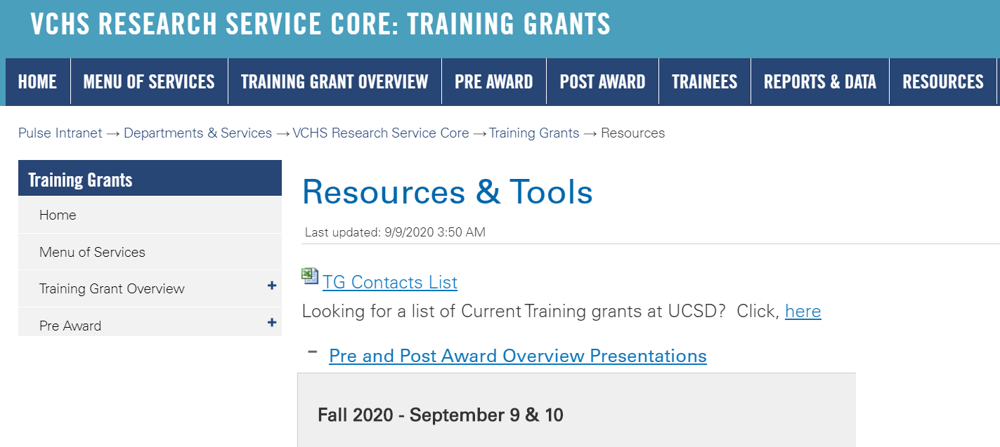 VCHS RESEARCH SERVICE CORE: TRAINING GRANTS
HOME MENU OF SERVICES TRAINING GRANT OVERVIEW PRE AWARD POST AWARD TRAINEES REPORTS & DATA RESOURCES
Pulse Intranet → Departments & Services → VCHS Research Service Core → Training Grants → Resources
Training Grants
Home
Menu of Services
Training Grant Overview +
Pre Award +
Resources & Tools
Last updated: 9/9/2020 3:50 AM
TG Contacts List
Looking for a list of Current Training grants at UCSD? Click, here
− Pre and Post Award Overview Presentations
Fall 2020 - September 9 & 10